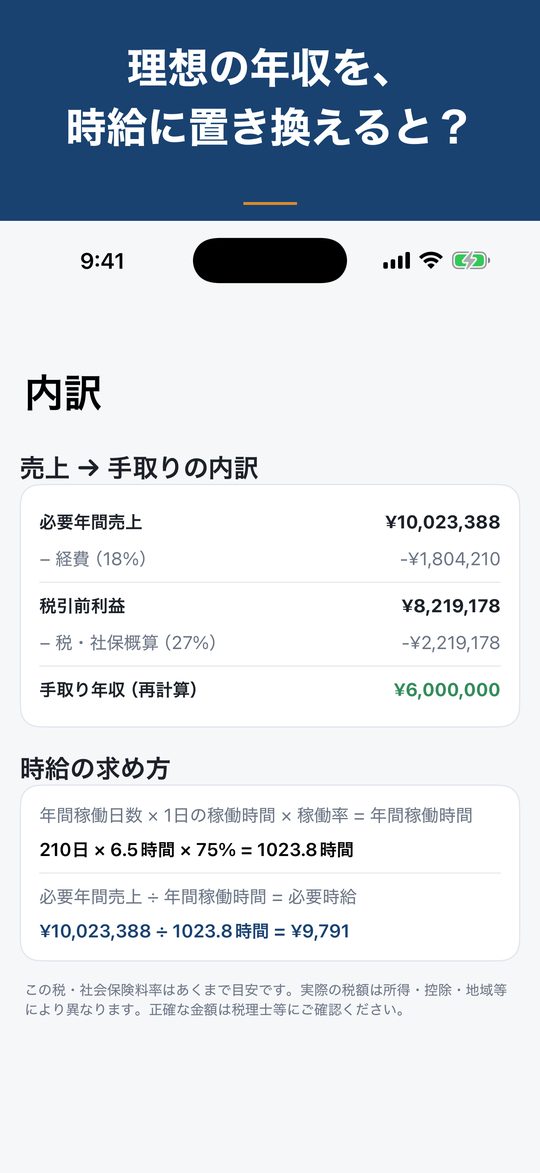 理想の年収を、
時給に置き換えると？
9:41
内訳
売上 → 手取りの内訳
必要年間売上 ¥10,023,388
– 経費（18%） -¥1,804,210
税引前利益 ¥8,219,178
– 税・社保概算（27%） -¥2,219,178
手取り年収（再計算） ¥6,000,000
時給の求め方
年間稼働日数 × 1日の稼働時間 × 稼働率 = 年間稼働時間
210日 × 6.5時間 × 75% = 1023.8時間
必要年間売上 ÷ 年間稼働時間 = 必要時給
¥10,023,388 ÷ 1023.8時間 = ¥9,791
この税・社会保険料率はあくまで目安です。実際の税額は所得・控除・地域等
により異なります。正確な金額は税理士等にご確認ください。